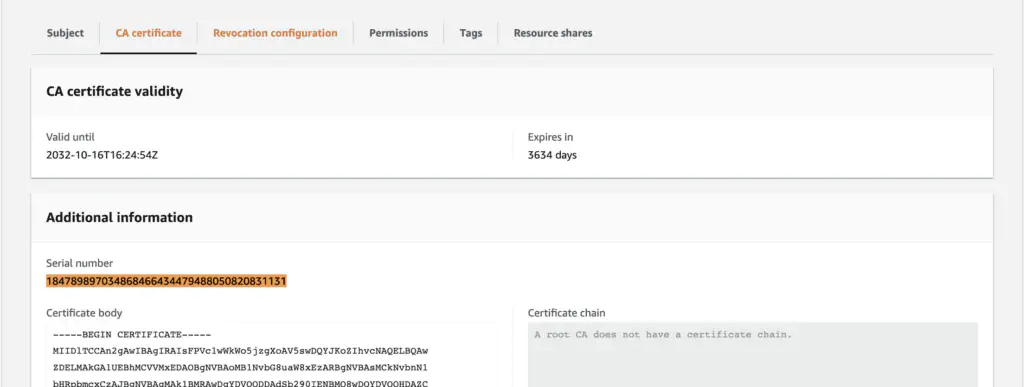 Subject CA certificate Revocation configuration Permissions Tags Resource shares
CA certificate validity
Valid until
2032-10-16T16:24:54Z
Expires in
3634 days
Additional information
Serial number
184789897034868466434479488050820831131
Certificate body
-----BEGIN CERTIFICATE-----
MIIDlTCCAn2gAwIBAgIRAIsFPVc1wWkWo5jzgXoAV5swDQYJKoZIhvcNAQELBQAw
ZDELMAkGA1UEBhMCVVMxEDAOBgNVBAoMB1NvbG8uaW8xEzARBgNVBAsMCkNvbnN1
bHRpbmcxCzAJBgNVBAgMAk1BMRAwDgYDVQQDDAdSb290IENBMQ8wDQYDVQQHDAZC
Certificate chain
A root CA does not have a certificate chain.